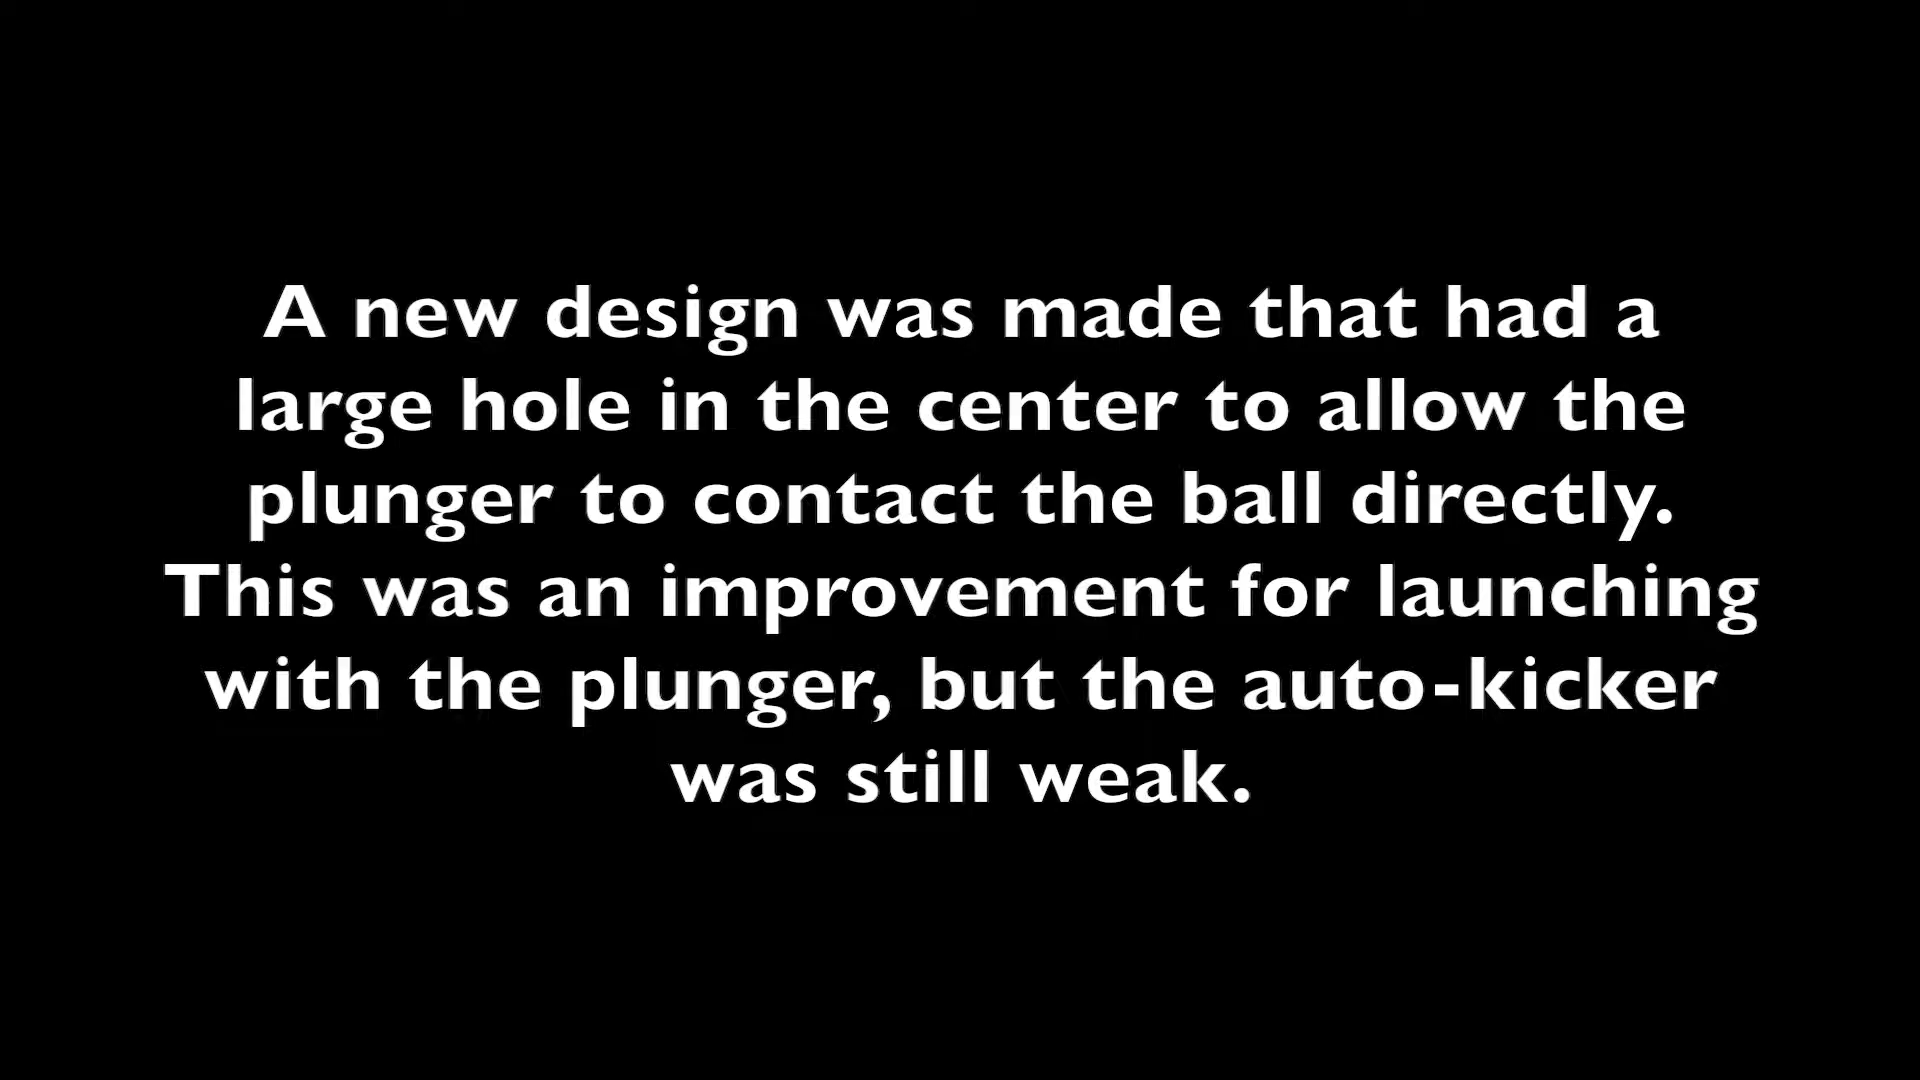 A new design was made that had a
large hole in the center to allow the
plunger to contact the ball directly.
This was an improvement for launching
with the plunger, but the auto-kicker
was still weak.